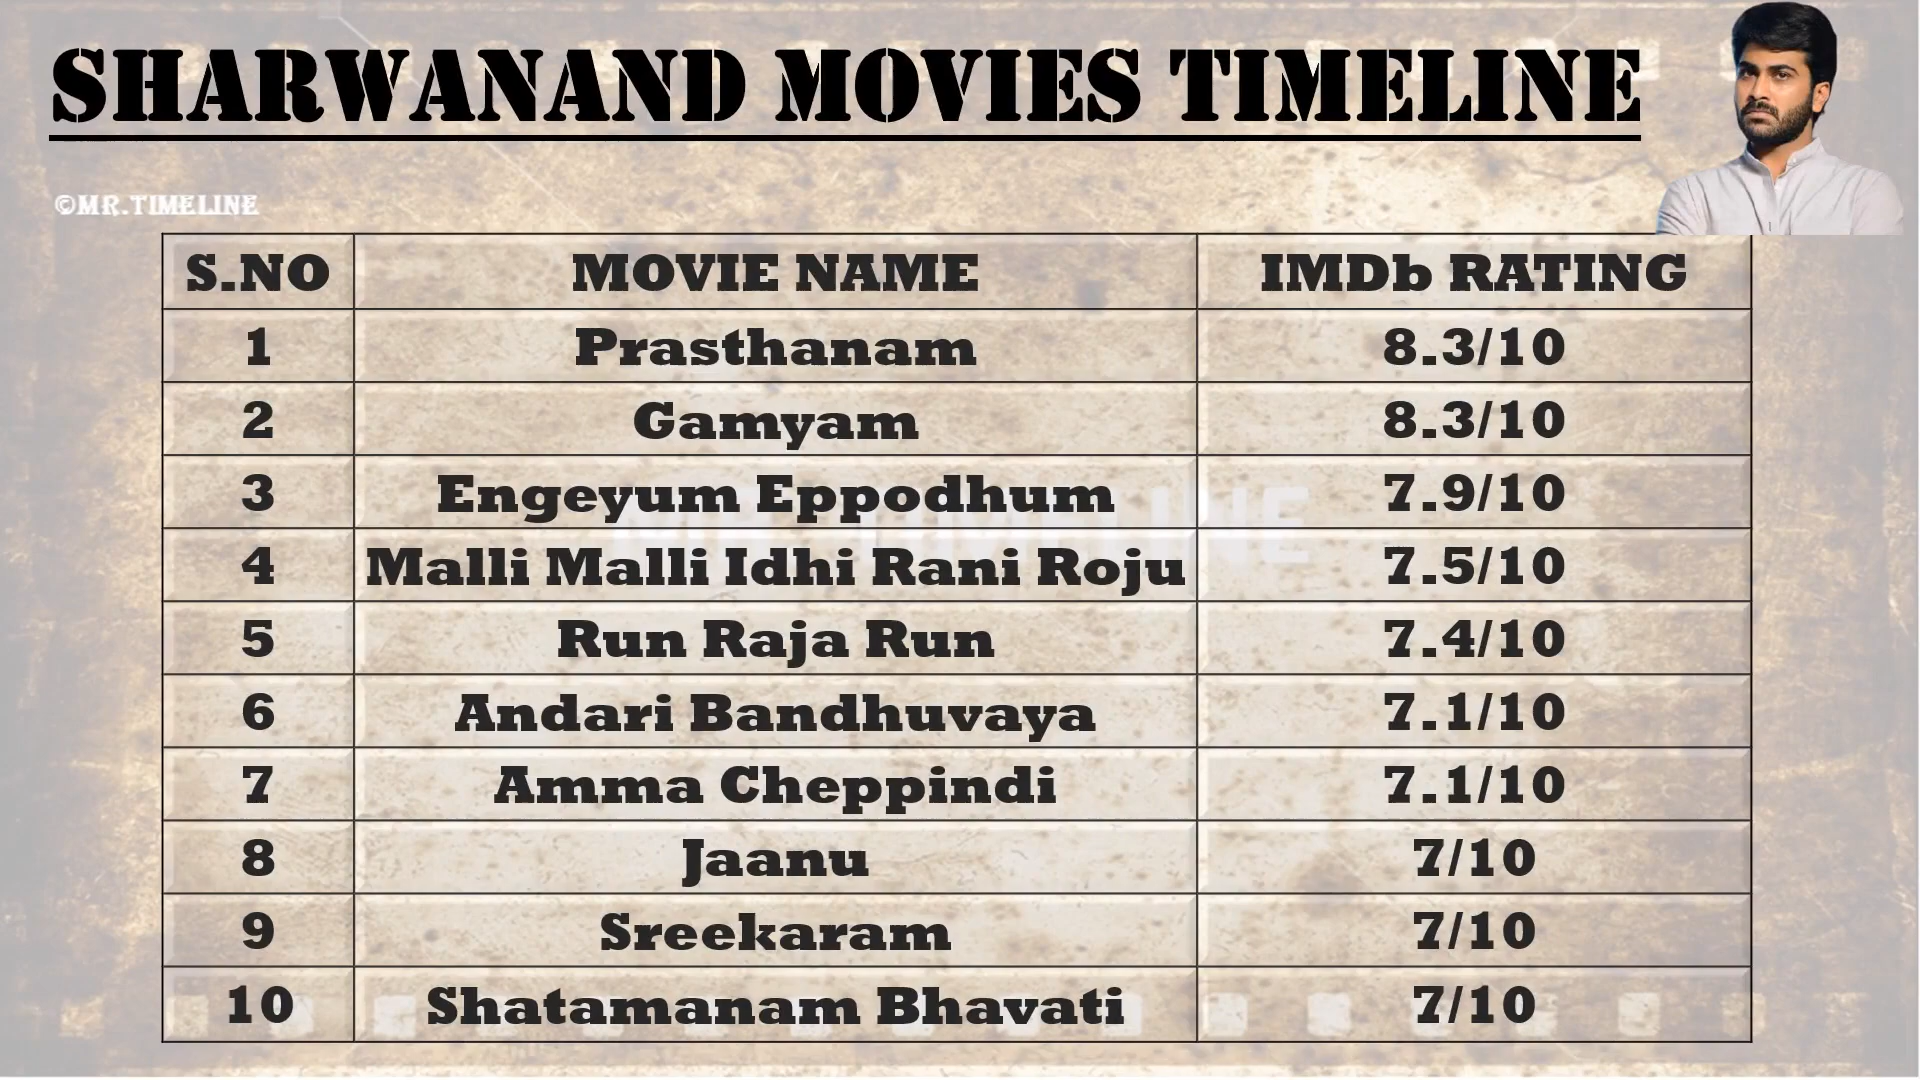 SHARWANAND MOVIES TIMELINE
©MR.TIMELINE
S.NO MOVIE NAME IMDb RATING
1 Prasthanam 8.3/10
2 Gamyam 8.3/10
3 Engeyum Eppodhum 7.9/10
4 Malli Malli Idhi Rani Roju 7.5/10
5 Run Raja Run 7.4/10
6 Andari Bandhuvaya 7.1/10
7 Amma Cheppindi 7.1/10
8 Jaanu 7/10
9 Sreekaram 7/10
10 Shatamanam Bhavati 7/10